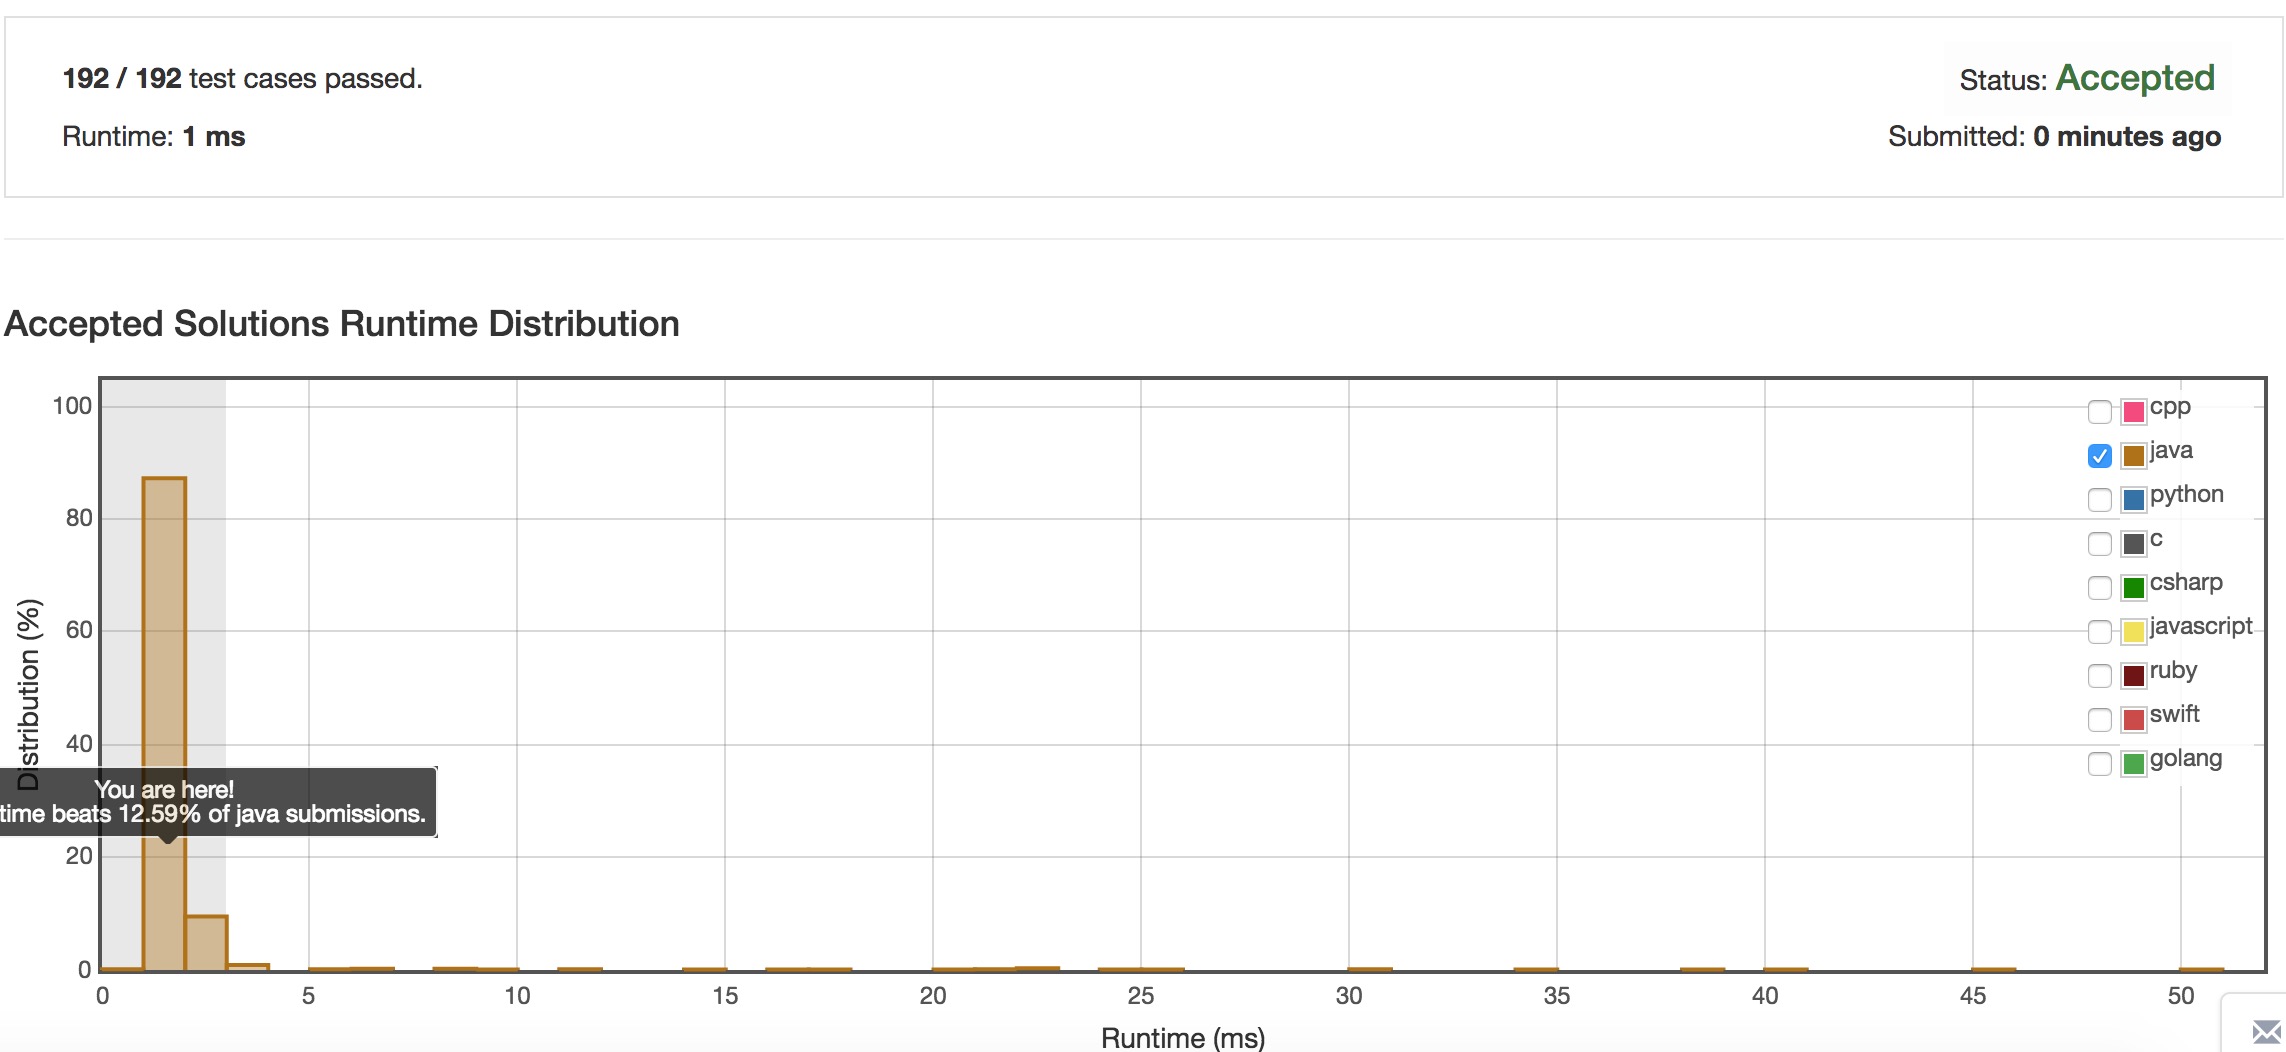 192 / 192 test cases passed.
Status: Accepted
Runtime: 1 ms
Submitted: 0 minutes ago
Accepted Solutions Runtime Distribution
Distribution (%)
100
80
60
40
20
0
You are here!
time beats 12.59% of java submissions.
cpp
java
python
c
csharp
javascript
ruby
swift
golang
0 5 10 15 20 25 30 35 40 45 50
Runtime (ms)